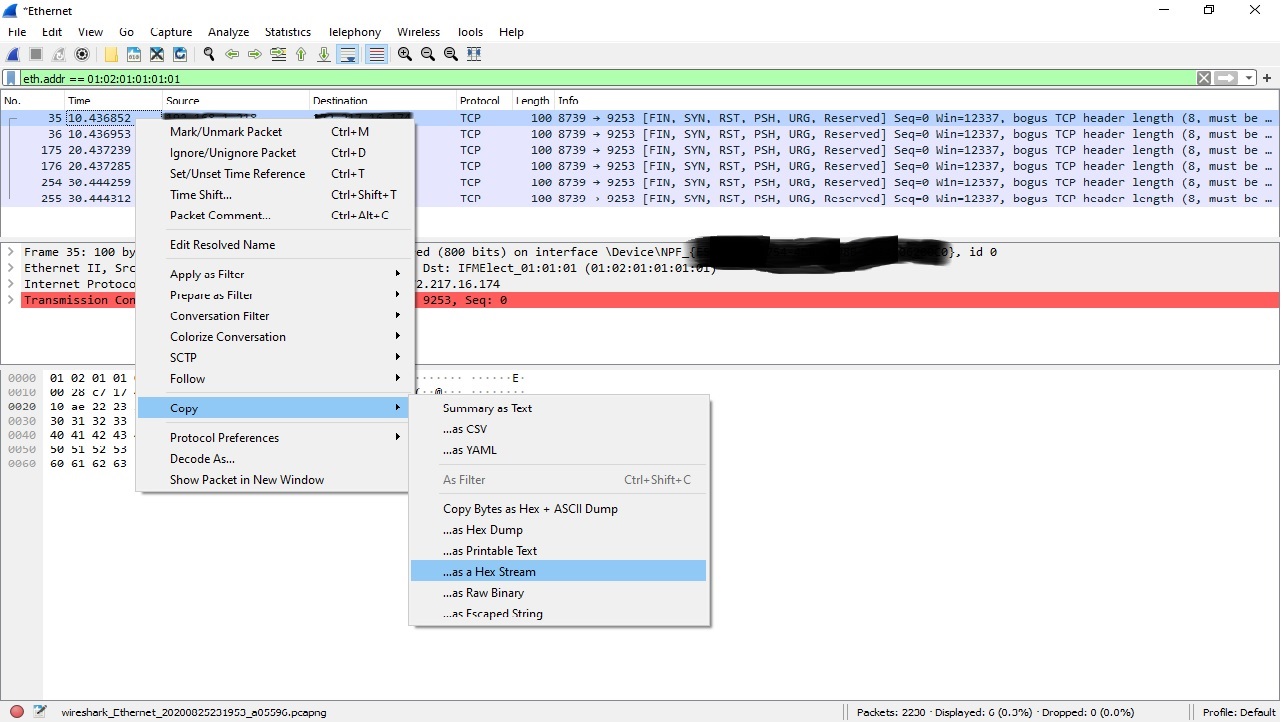 *Ethernet
File Edit View Go Capture Analyze Statistics Telephony Wireless Tools Help
eth.addr == 01:02:01:01:01:01
No. Time Source Destination Protocol Length Info
35 10.436852 TCP 100 8739 → 9253 [FIN, SYN, RST, PSH, URG, Reserved] Seq=0 Win=12337, bogus TCP header length (8, must be …
36 10.436953 TCP 100 8739 → 9253 [FIN, SYN, RST, PSH, URG, Reserved] Seq=0 Win=12337, bogus TCP header length (8, must be …
175 20.437239 TCP 100 8739 → 9253 [FIN, SYN, RST, PSH, URG, Reserved] Seq=0 Win=12337, bogus TCP header length (8, must be …
176 20.437285 TCP 100 8739 → 9253 [FIN, SYN, RST, PSH, URG, Reserved] Seq=0 Win=12337, bogus TCP header length (8, must be …
254 30.444259 TCP 100 8739 → 9253 [FIN, SYN, RST, PSH, URG, Reserved] Seq=0 Win=12337, bogus TCP header length (8, must be …
255 30.444312 TCP 100 8739 → 9253 [FIN, SYN, RST, PSH, URG, Reserved] Seq=0 Win=12337, bogus TCP header length (8, must be …
Mark/Unmark Packet Ctrl+M
Ignore/Unignore Packet Ctrl+D
Set/Unset Time Reference Ctrl+T
Time Shift... Ctrl+Shift+T
Packet Comment... Ctrl+Alt+C
Edit Resolved Name
Apply as Filter
Prepare as Filter
Conversation Filter
Colorize Conversation
SCTP
Follow
Copy
Protocol Preferences
Decode As...
Show Packet in New Window
Frame 35: 100 by ed (800 bits) on interface \Device\NPF_{ 0}, id 0
Ethernet II, Src Dst: IFMElect_01:01:01 (01:02:01:01:01:01)
Internet Protoco 2.217.16.174
Transmission Con 9253, Seq: 0
0000 01 02 01 01 ······· ······E·
0010 00 28 c7 17 (··@··· ········
0020 10 ae 22 23
0030 30 31 32 33
0040 40 41 42 43
0050 50 51 52 53
0060 60 61 62 63
Summary as Text
...as CSV
...as YAML
As Filter Ctrl+Shift+C
Copy Bytes as Hex + ASCII Dump
...as Hex Dump
...as Printable Text
...as a Hex Stream
...as Raw Binary
...as Escaped String
wireshark_Ethernet_20200825231953_a05596.pcapng
Packets: 2230 · Displayed: 6 (0.3%) · Dropped: 0 (0.0%)
Profile: Default